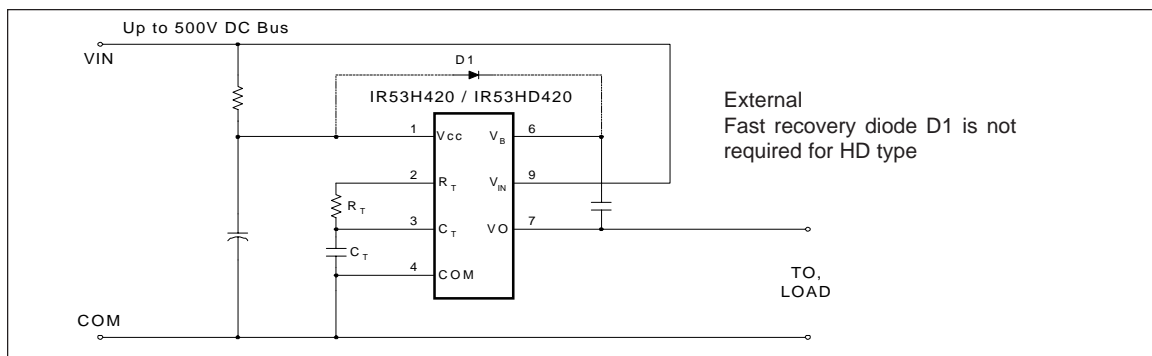 Up to 500V DC Bus
VIN
D1
IR53H420 / IR53HD420
External
Fast recovery diode D1 is not
required for HD type
1 Vcc VB 6
2 RT VIN 9
RT
3 CT VO 7
CT
4 COM
TO,
LOAD
COM